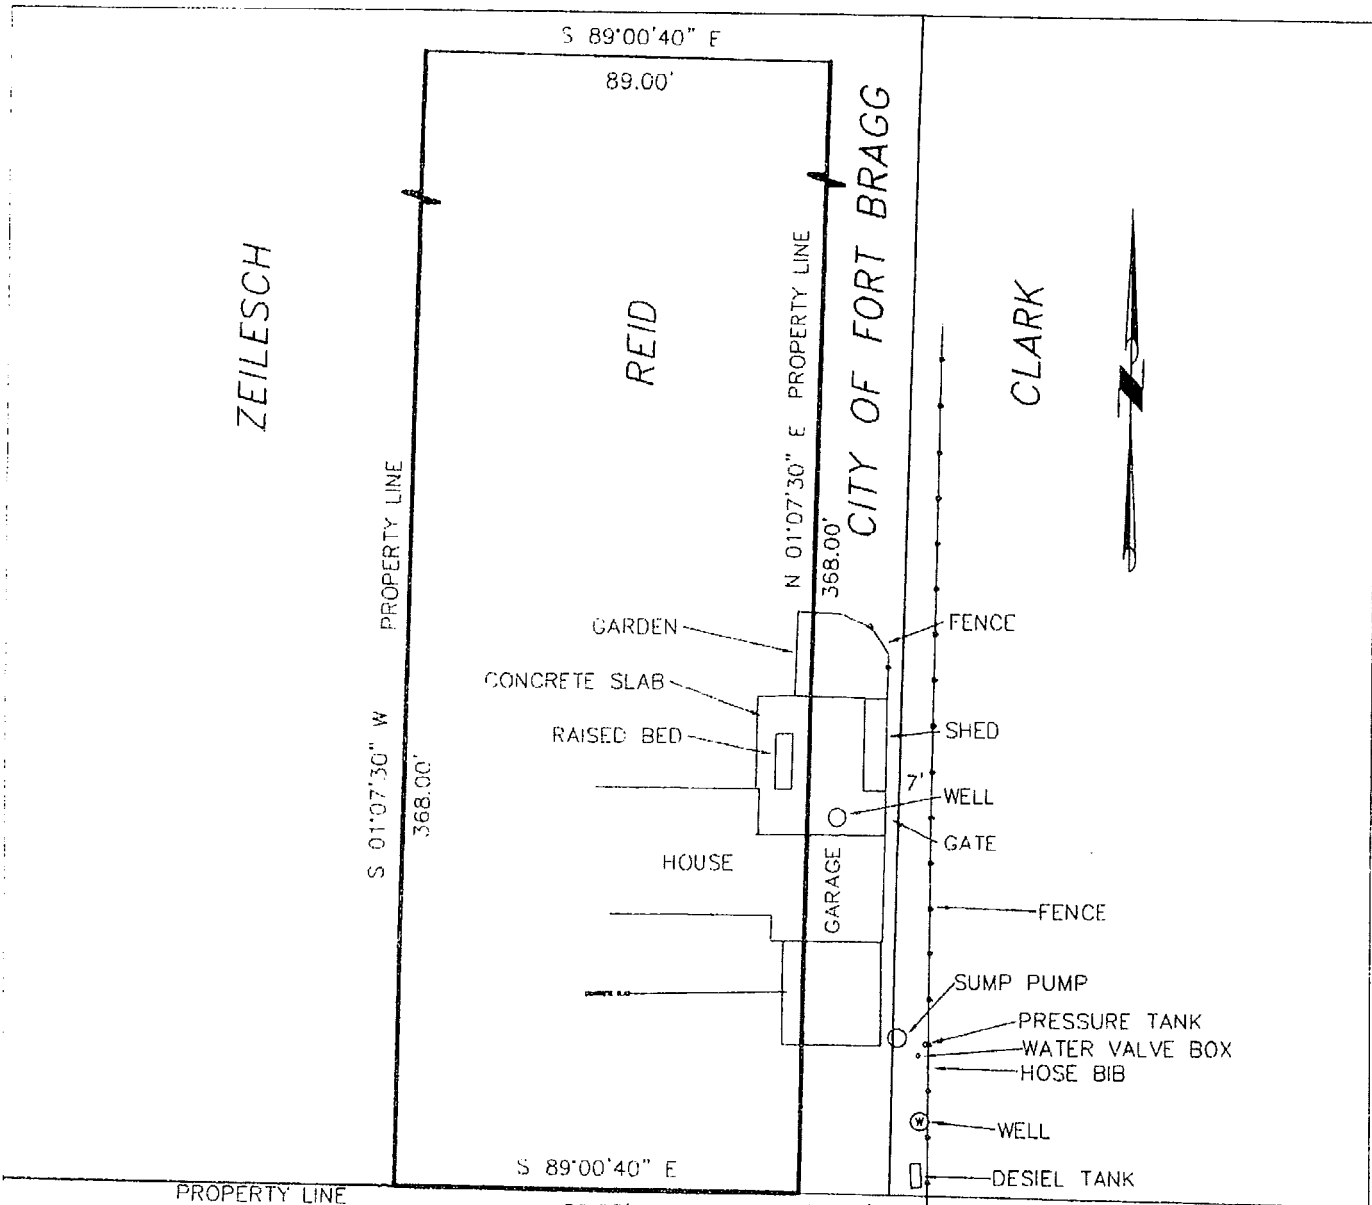 S 89°00'40" E
89.00'
CITY OF FORT BRAGG
ZEILESCH
REID
CLARK
N 01°07'30" E PROPERTY LINE
368.00'
S 01°07'30" W PROPERTY LINE
368.00'
GARDEN
FENCE
CONCRETE SLAB
RAISED BED
SHED
7'
WELL
GATE
HOUSE
GARAGE
FENCE
CONCRETE SLAB
SUMP PUMP
PRESSURE TANK
WATER VALVE BOX
HOSE BIB
W
WELL
S 89°00'40" E
DESIEL TANK
PROPERTY LINE